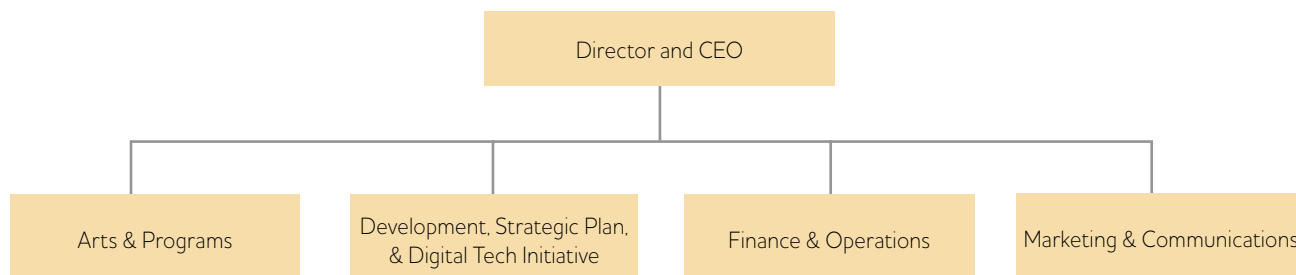 Director and CEO
Arts & Programs
Development, Strategic Plan,
& Digital Tech Initiative
Finance & Operations
Marketing & Communications